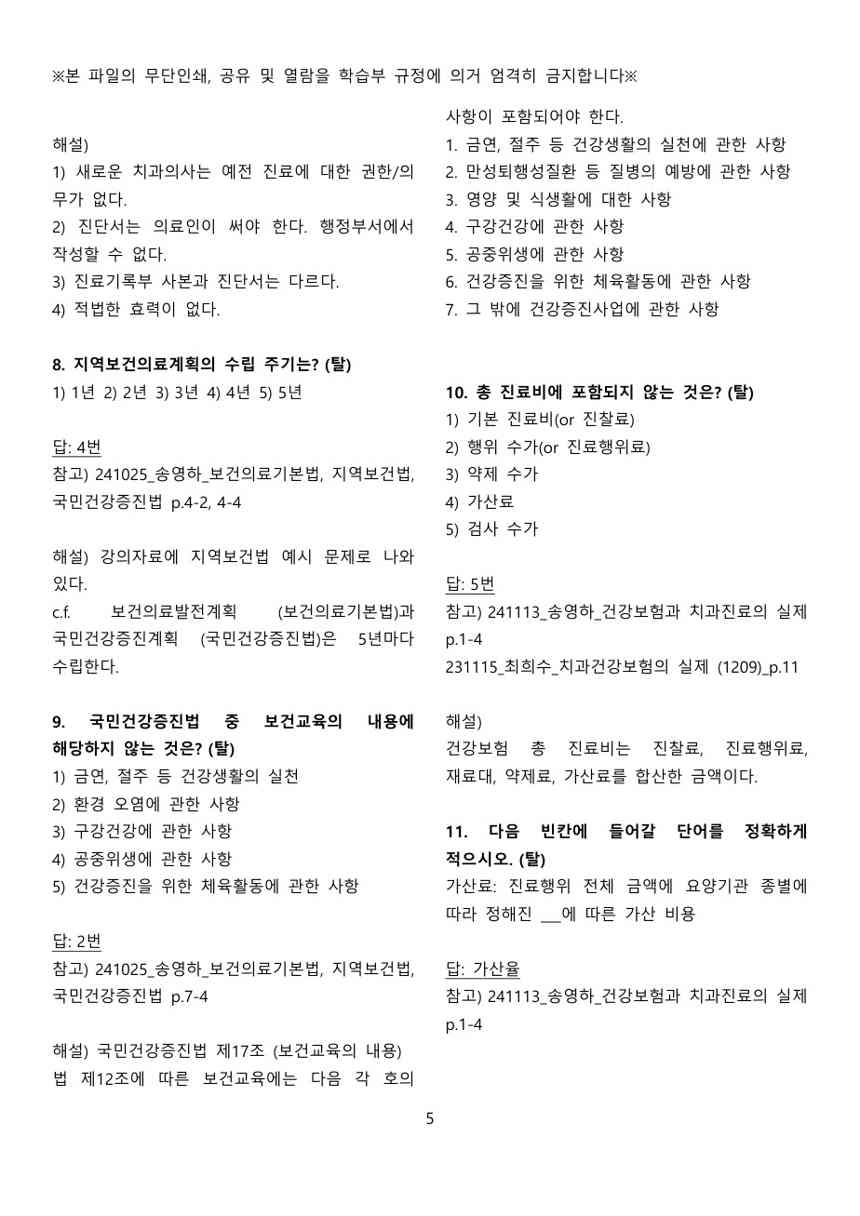 ※본 파일의 무단인쇄, 공유 및 열람을 학습부 규정에 의거 엄격히 금지합니다※
해설)
1) 새로운 치과의사는 예전 진료에 대한 권한/의
무가 없다.
2) 진단서는 의료인이 써야 한다. 행정부서에서
작성할 수 없다.
3) 진료기록부 사본과 진단서는 다르다.
4) 적법한 효력이 없다.
8. 지역보건의료계획의 수립 주기는? (탈)
1) 1년 2) 2년 3) 3년 4) 4년 5) 5년
답: 4번
참고) 241025_송영하_보건의료기본법, 지역보건법,
국민건강증진법 p.4-2, 4-4
해설) 강의자료에 지역보건법 예시 문제로 나와
있다.
c.f. 보건의료발전계획 (보건의료기본법)과
국민건강증진계획 (국민건강증진법)은 5년마다
수립한다.
9. 국민건강증진법 중 보건교육의 내용에
해당하지 않는 것은? (탈)
1) 금연, 절주 등 건강생활의 실천
2) 환경 오염에 관한 사항
3) 구강건강에 관한 사항
4) 공중위생에 관한 사항
5) 건강증진을 위한 체육활동에 관한 사항
답: 2번
참고) 241025_송영하_보건의료기본법, 지역보건법,
국민건강증진법 p.7-4
해설) 국민건강증진법 제17조 (보건교육의 내용)
법 제12조에 따른 보건교육에는 다음 각 호의
사항이 포함되어야 한다.
1. 금연, 절주 등 건강생활의 실천에 관한 사항
2. 만성퇴행성질환 등 질병의 예방에 관한 사항
3. 영양 및 식생활에 대한 사항
4. 구강건강에 관한 사항
5. 공중위생에 관한 사항
6. 건강증진을 위한 체육활동에 관한 사항
7. 그 밖에 건강증진사업에 관한 사항
10. 총 진료비에 포함되지 않는 것은? (탈)
1) 기본 진료비(or 진찰료)
2) 행위 수가(or 진료행위료)
3) 약제 수가
4) 가산료
5) 검사 수가
답: 5번
참고) 241113_송영하_건강보험과 치과진료의 실제
p.1-4
231115_최희수_치과건강보험의 실제 (1209)_p.11
해설)
건강보험 총 진료비는 진찰료, 진료행위료,
재료대, 약제료, 가산료를 합산한 금액이다.
11. 다음 빈칸에 들어갈 단어를 정확하게
적으시오. (탈)
가산료: 진료행위 전체 금액에 요양기관 종별에
따라 정해진 ___에 따른 가산 비용
답: 가산율
참고) 241113_송영하_건강보험과 치과진료의 실제
p.1-4
5